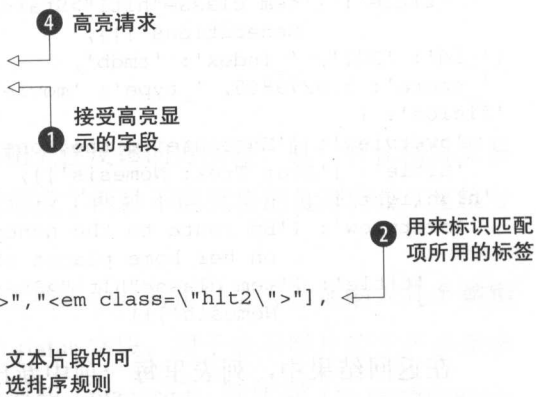 ④ 高亮请求
① 接受高亮显
示的字段
② 用来标识匹配
项所用的标签
>","<em class=\"hlt2\">"],
文本片段的可
选排序规则